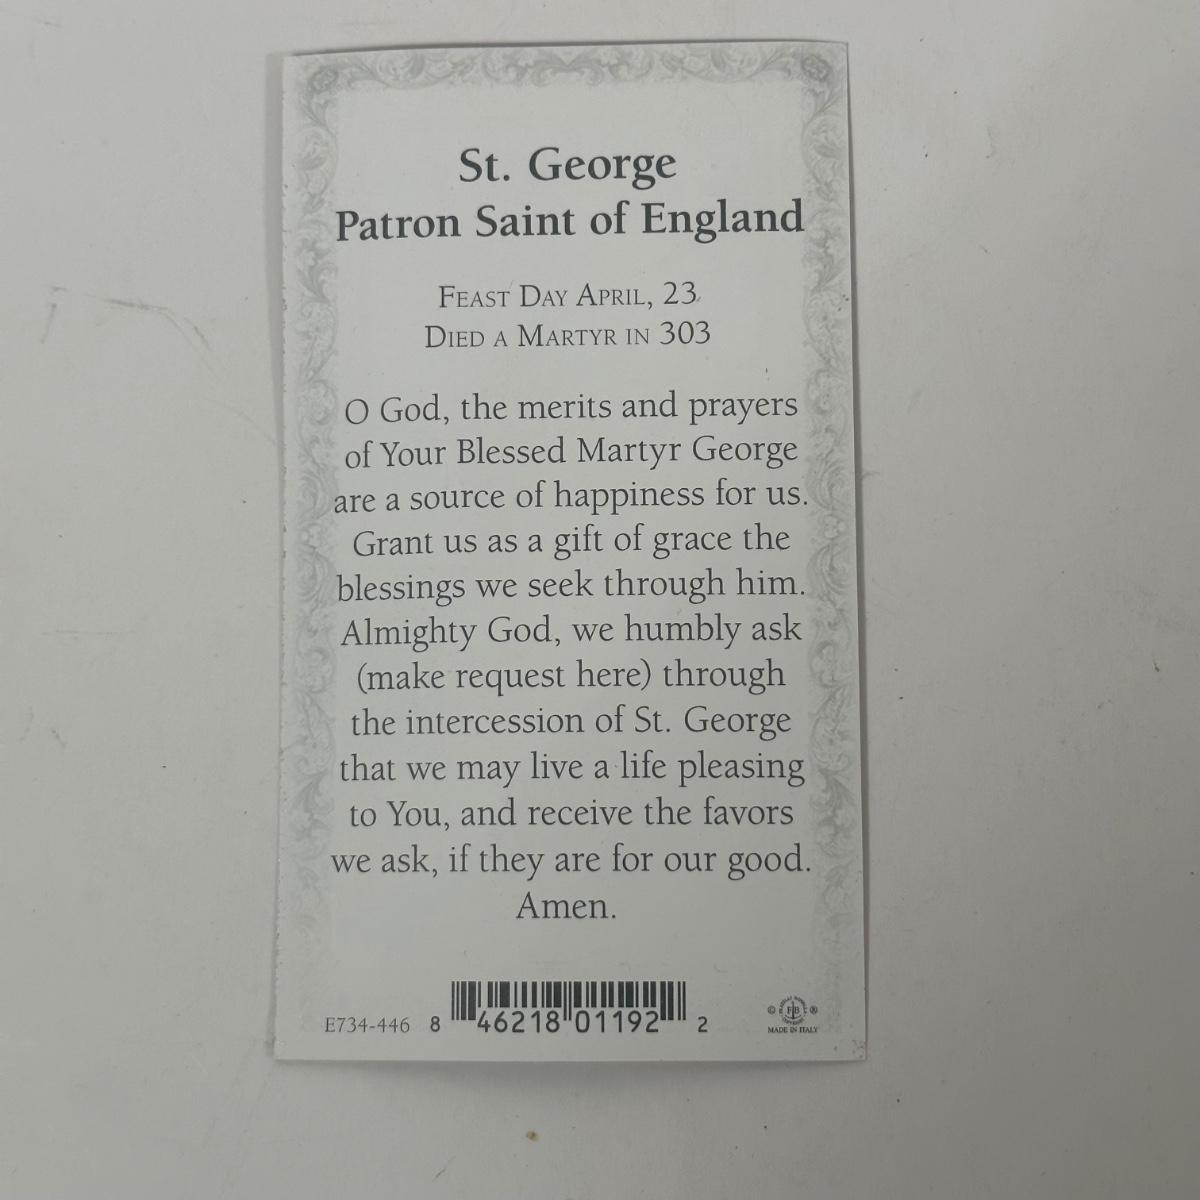 St. George
Patron Saint of England
Feast Day April, 23
Died a Martyr in 303
O God, the merits and prayers
of Your Blessed Martyr George
are a source of happiness for us.
Grant us as a gift of grace the
blessings we seek through him.
Almighty God, we humbly ask
(make request here) through
the intercession of St. George
that we may live a life pleasing
to You, and receive the favors
we ask, if they are for our good.
Amen.
E734-446 8 46218 01192 2
© FB ®
MADE IN ITALY